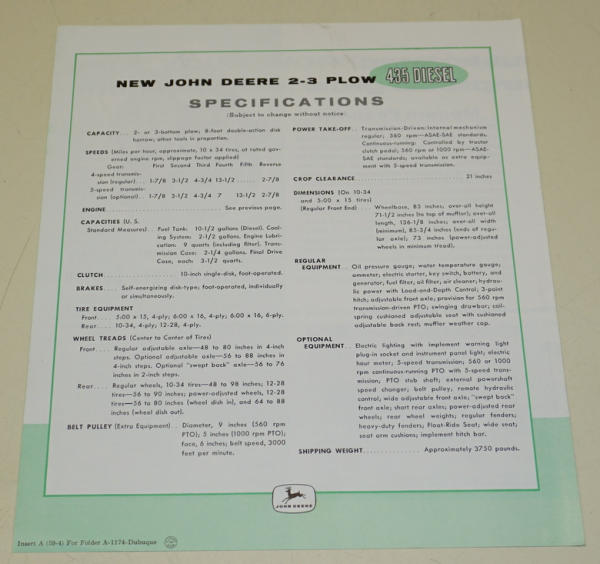 NEW JOHN DEERE 2-3 PLOW 435 DIESEL
SPECIFICATIONS
(Subject to change without notice)
CAPACITY... 2- or 3-bottom plow; 8-foot double-action disk
harrow; other tools in proportion.
SPEEDS (Miles per hour, approximate, 10 x 34 tires, at rated gov-
erned engine rpm, slippage factor applied)
Gear: First Second Third Fourth Fifth Reverse
4-speed transmis-
sion (regular).... 1-7/8 3-1/2 4-3/4 13-1/2 ...... 2-7/8
5-speed transmis-
sion (optional).. 1-7/8 3-1/2 4-3/4 7 13-1/2 2-7/8
ENGINE.............................. See previous page.
CAPACITIES (U. S.
Standard Measures).. Fuel Tank: 10-1/2 gallons (Diesel). Cool-
ing System: 2-1/2 gallons, Engine Lubri-
cation: 9 quarts (including filter). Trans-
mission Case: 2-1/4 gallons. Final Drive
Case, each: 3-1/2 quarts.
CLUTCH.................. 10-inch single-disk, foot-operated.
BRAKES.... Self-energizing disk-type; foot-operated, individually
or simultaneously.
TIRE EQUIPMENT
Front..... 5:00 x 15, 4-ply; 6:00 x 16, 4-ply; 6:00 x 16, 6-ply.
Rear..... 10-34, 4-ply; 12-28, 4-ply.
WHEEL TREADS (Center to Center of Tires)
Front.... Regular adjustable axle—48 to 80 inches in 4-inch
steps. Optional adjustable axle—56 to 88 inches in
4-inch steps. Optional "swept back" axle—56 to 76
inches in 2-inch steps.
Rear.... Regular wheels, 10-34 tires—48 to 98 inches; 12-28
tires—56 to 90 inches; power-adjusted wheels, 12-28
tires—56 to 80 inches (wheel disk in), and 64 to 88
inches (wheel disk out).
BELT PULLEY (Extra Equipment).. Diameter, 9 inches (560 rpm
PTO); 5 inches (1000 rpm PTO);
face, 6 inches; belt speed, 3000
feet per minute.
POWER TAKE-OFF.. Transmission-Driven: Internal mechanism
regular; 560 rpm—ASAE-SAE standards.
Continuous-running: Controlled by tractor
clutch pedal; 560 rpm or 1000 rpm—ASAE-
SAE standards; available as extra equip-
ment with 5-speed transmission.
CROP CLEARANCE............................ 21 inches
DIMENSIONS (On 10-34
and 5:00 x 15 tires)
(Regular Front End).. Wheelbase, 85 inches; over-all height
71-1/2 inches (to top of muffler); over-all
length, 136-1/8 inches; over-all width
(minimum), 85-3/4 inches (ends of regu-
lar axle); 73 inches (power-adjusted
wheels in minimum tread).
REGULAR
EQUIPMENT.. Oil pressure gauge; water temperature gauge;
ammeter; electric starter, key switch, battery, and
generator; fuel filter, oil filter, air cleaner; hydrau-
lic power with Load-and-Depth Control; 3-point
hitch; adjustable front axle; provision for 560 rpm
transmission-driven PTO; swinging drawbar; coil-
spring cushioned adjustable seat with cushioned
adjustable back rest; muffler weather cap.
OPTIONAL
EQUIPMENT.. Electric lighting with implement warning light
plug-in socket and instrument panel light; electric
hour meter; 5-speed transmission; 560 or 1000
rpm continuous-running PTO with 5-speed trans-
mission; PTO stub shaft; external powershaft
speed changer; belt pulley; remote hydraulic
control; wide adjustable front axle; "swept back"
front axle; short rear axles; power-adjusted rear
wheels; rear wheel weights; regular fenders;
heavy-duty fenders; Float-Ride Seat; wide seat;
seat arm cushions; implement hitch bar.
SHIPPING WEIGHT............. Approximately 3750 pounds.
JOHN DEERE
Insert A (59-4) For Folder A-1174-Dubuque